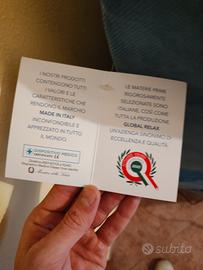 I NOSTRI PRODOTTI
CONTENGONO TUTTI
I VALORI E LE
CARATTERISTICHE CHE
RENDONO IL MARCHIO
MADE IN ITALY
INCONFONDIBILE E
APPREZZATO IN TUTTO
IL MONDO
DISPOSITIVO MEDICO
LE MATERIE PRIME
RIGOROSAMENTE
SELEZIONATE SONO
ITALIANE, COSÌ COME
TUTTA LA PRODUZIONE
GLOBAL RELAX
UN'AZIENDA SINONIMO DI
ECCELLENZA E QUALITÀ.
subito